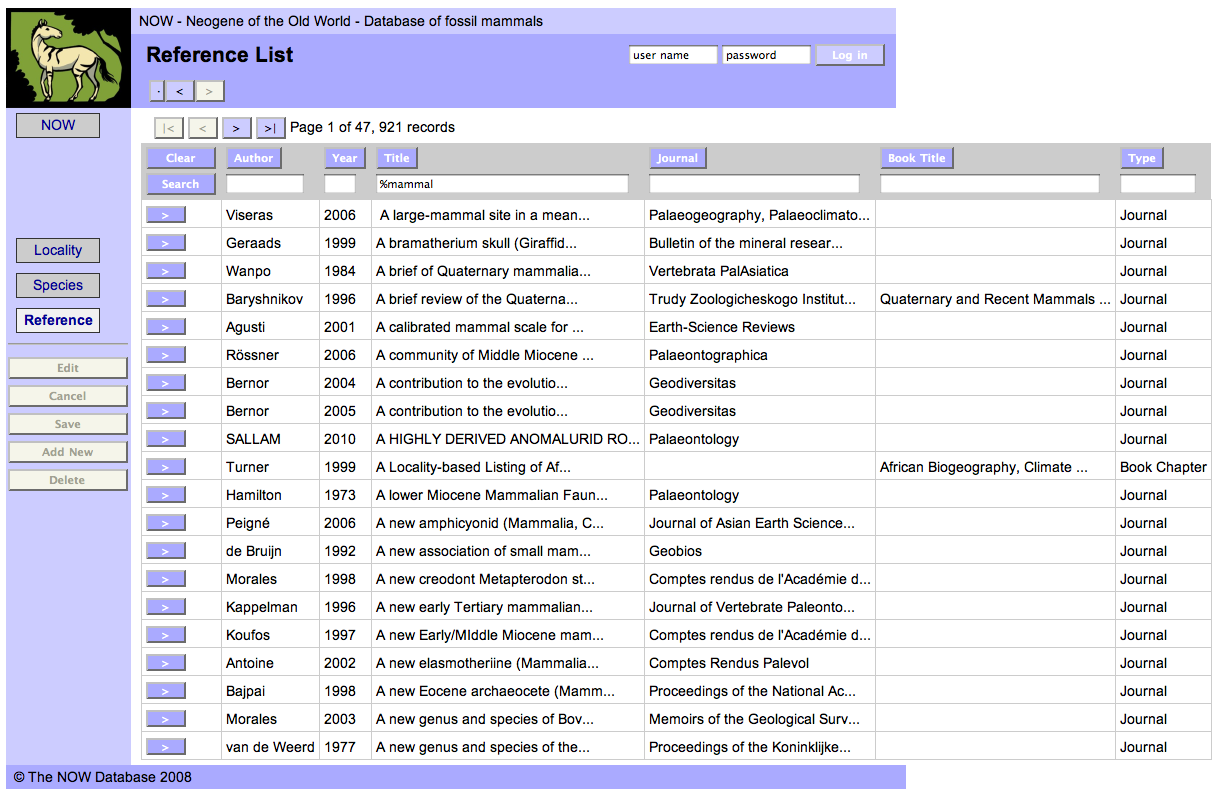 NOW - Neogene of the Old World - Database of fossil mammals
Reference List
user name password Log in
. < >
NOW
|< < > >| Page 1 of 47, 921 records
Clear Author Year Title Journal Book Title Type
Search %mammal
> Viseras 2006 A large-mammal site in a mean... Palaeogeography, Palaeoclimato... Journal
> Geraads 1999 A bramatherium skull (Giraffid... Bulletin of the mineral resear... Journal
> Wanpo 1984 A brief of Quaternary mammalia... Vertebrata PalAsiatica Journal
> Baryshnikov 1996 A brief review of the Quaterna... Trudy Zoologicheskogo Institut... Quaternary and Recent Mammals ... Journal
> Agusti 2001 A calibrated mammal scale for ... Earth-Science Reviews Journal
> Rössner 2006 A community of Middle Miocene ... Palaeontographica Journal
> Bernor 2004 A contribution to the evolutio... Geodiversitas Journal
> Bernor 2005 A contribution to the evolutio... Geodiversitas Journal
> SALLAM 2010 A HIGHLY DERIVED ANOMALURID RO... Palaeontology Journal
> Turner 1999 A Locality-based Listing of Af... African Biogeography, Climate ... Book Chapter
> Hamilton 1973 A lower Miocene Mammalian Faun... Palaeontology Journal
> Peigné 2006 A new amphicyonid (Mammalia, C... Journal of Asian Earth Science... Journal
> de Bruijn 1992 A new association of small mam... Geobios Journal
> Morales 1998 A new creodont Metapterodon st... Comptes rendus de l'Académie d... Journal
> Kappelman 1996 A new early Tertiary mammalian... Journal of Vertebrate Paleonto... Journal
> Koufos 1997 A new Early/MIddle Miocene mam... Comptes rendus de l'Académie d... Journal
> Antoine 2002 A new elasmotheriine (Mammalia... Comptes Rendus Palevol Journal
> Bajpai 1998 A new Eocene archaeocete (Mamm... Proceedings of the National Ac... Journal
> Morales 2003 A new genus and species of Bov... Memoirs of the Geological Surv... Journal
> van de Weerd 1977 A new genus and species of the... Proceedings of the Koninklijke... Journal
Locality
Species
Reference
Edit
Cancel
Save
Add New
Delete
© The NOW Database 2008